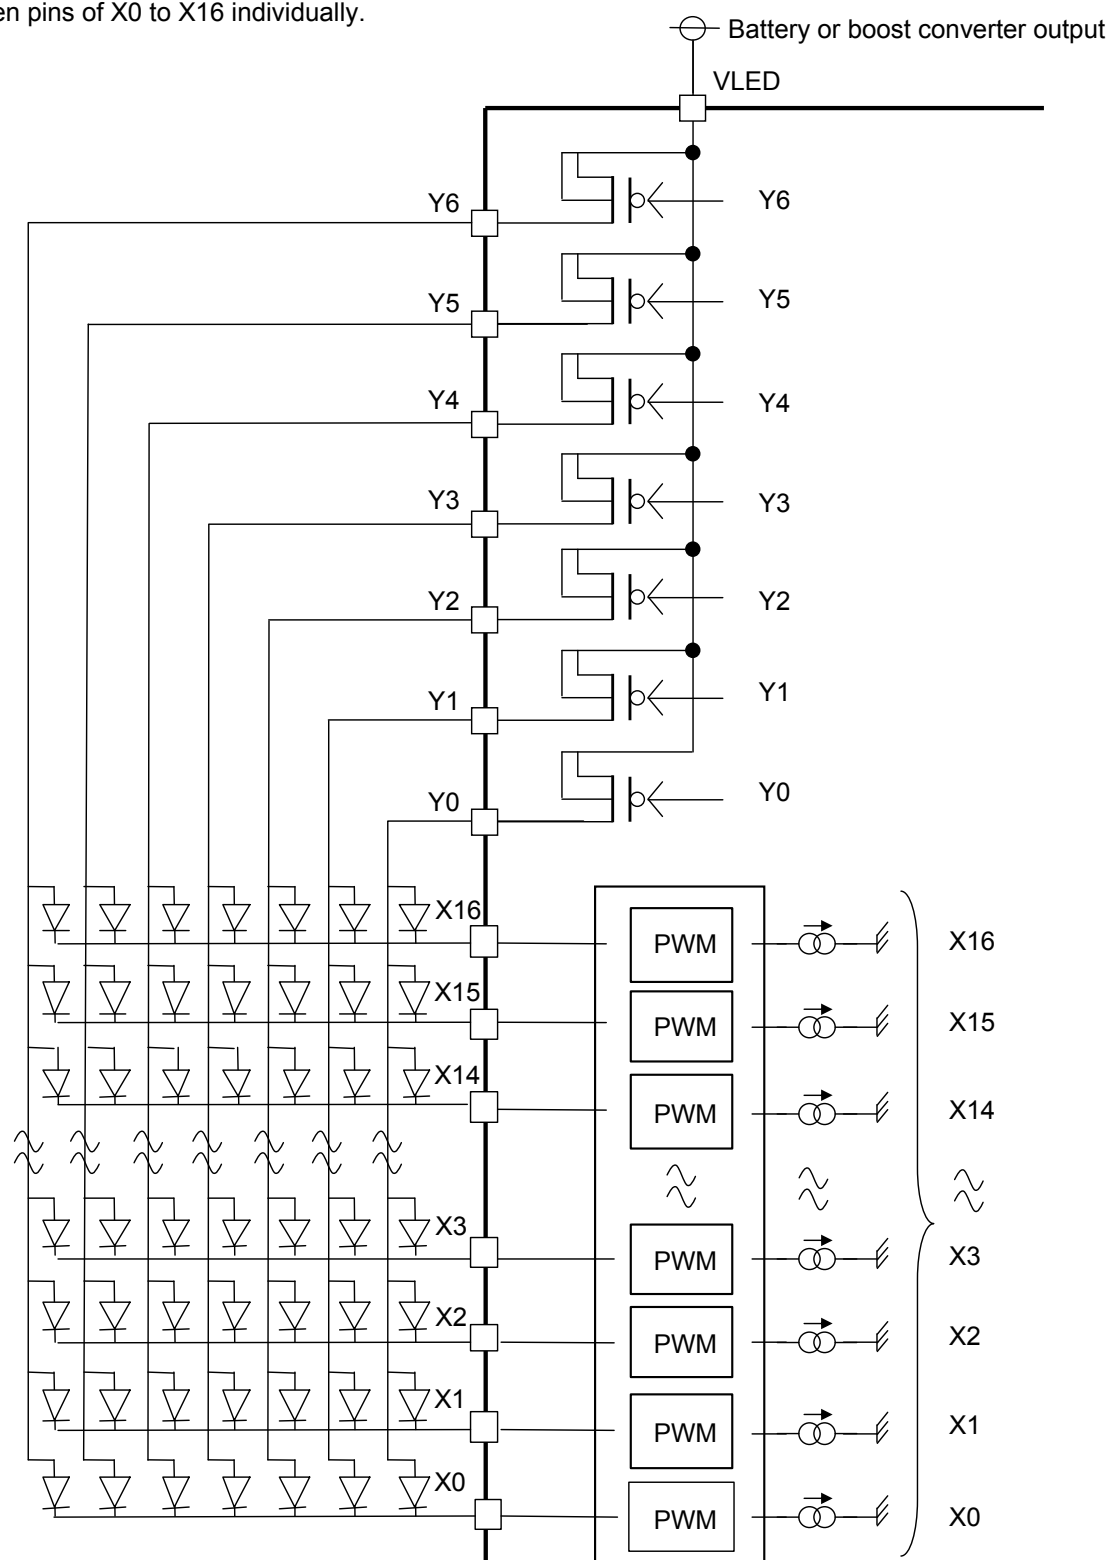 en pins of X0 to X16 individually.
Battery or boost converter output
VLED
Y6 Y6
Y5 Y5
Y4 Y4
Y3 Y3
Y2 Y2
Y1 Y1
Y0 Y0
X16 PWM X16
X15 PWM X15
X14 PWM X14
X3 PWM X3
X2 PWM X2
X1 PWM X1
X0 PWM X0